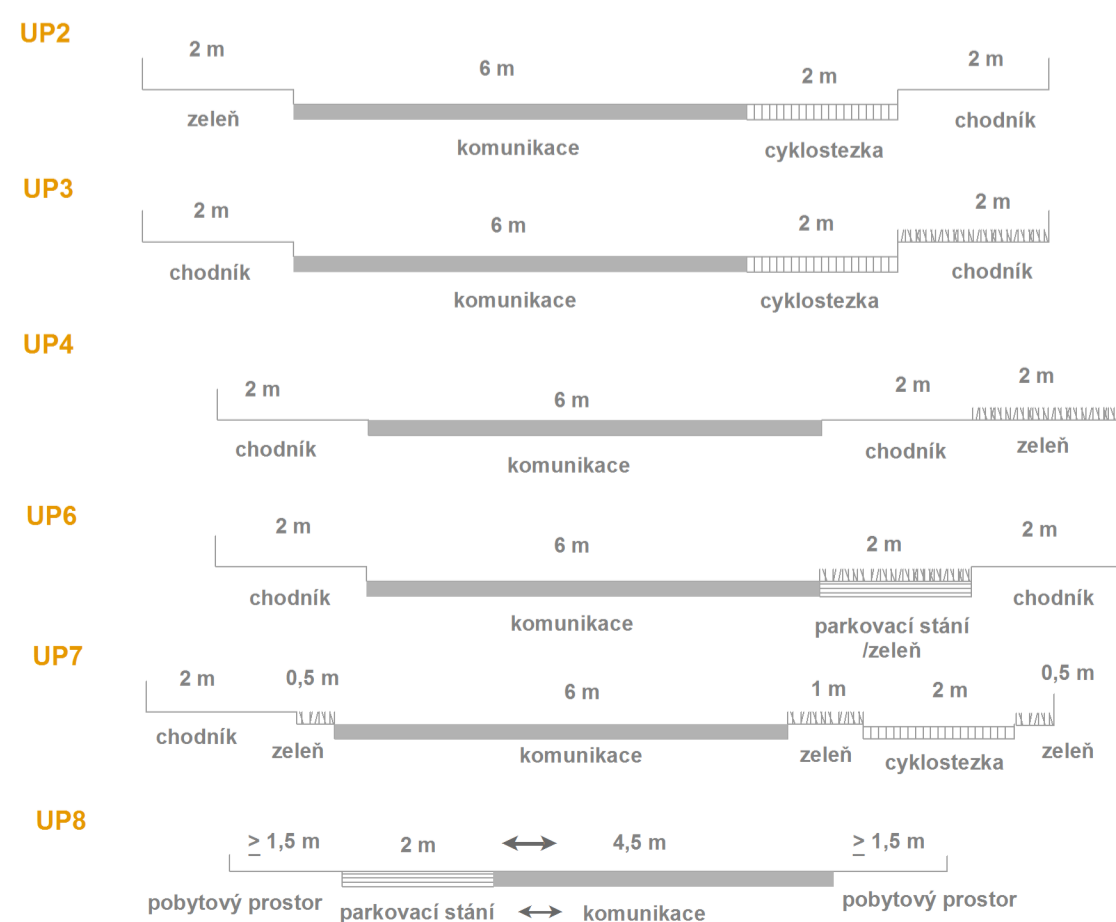 UP2
2 m 6 m 2 m 2 m
zeleň komunikace cyklostezka chodník
UP3
2 m 6 m 2 m 2 m
chodník komunikace cyklostezka chodník
UP4
2 m 6 m 2 m 2 m
chodník komunikace chodník zeleň
UP6
2 m 6 m 2 m 2 m
chodník komunikace parkovací stání chodník
/zeleň
UP7
2 m 0,5 m 6 m 1 m 2 m 0,5 m
chodník zeleň komunikace zeleň cyklostezka zeleň
UP8
≥ 1,5 m 2 m 4,5 m ≥ 1,5 m
pobytový prostor parkovací stání komunikace pobytový prostor